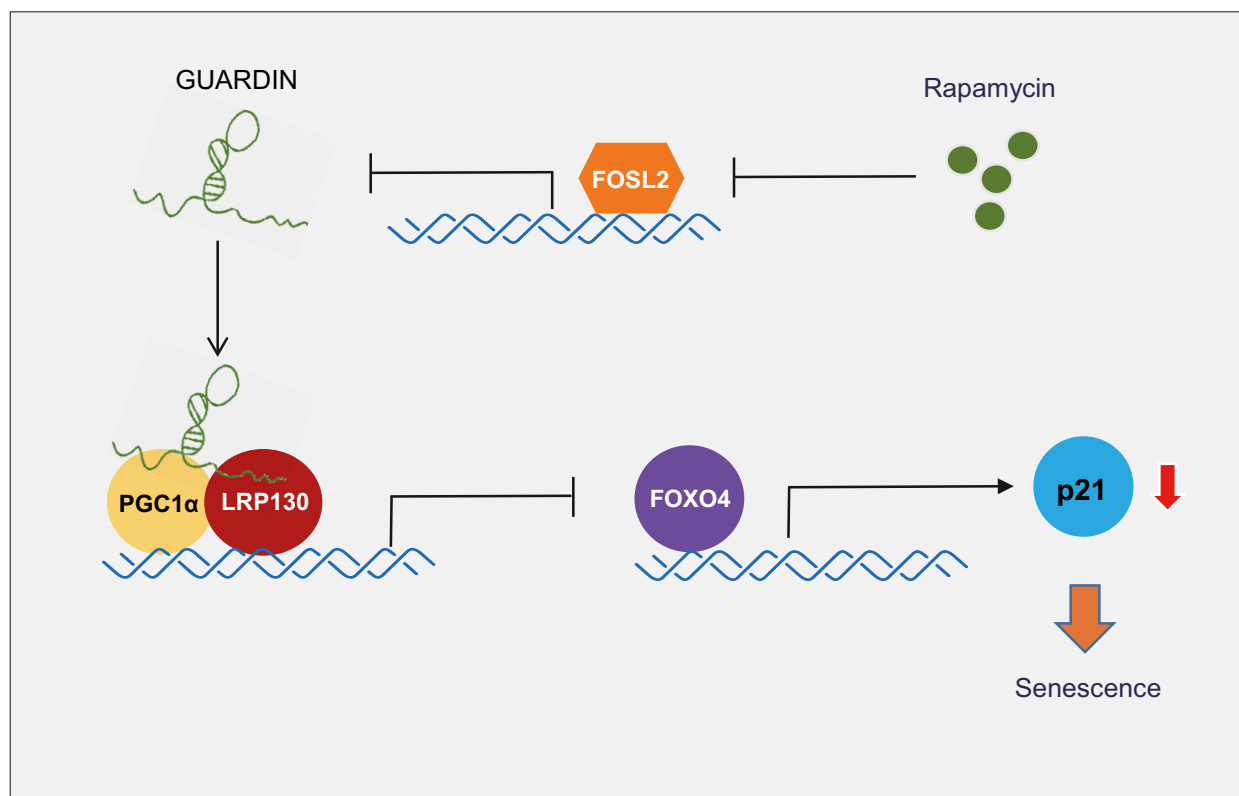 GUARDIN
Rapamycin
FOSL2
PGC1α
LRP130
FOXO4
p21
Senescence